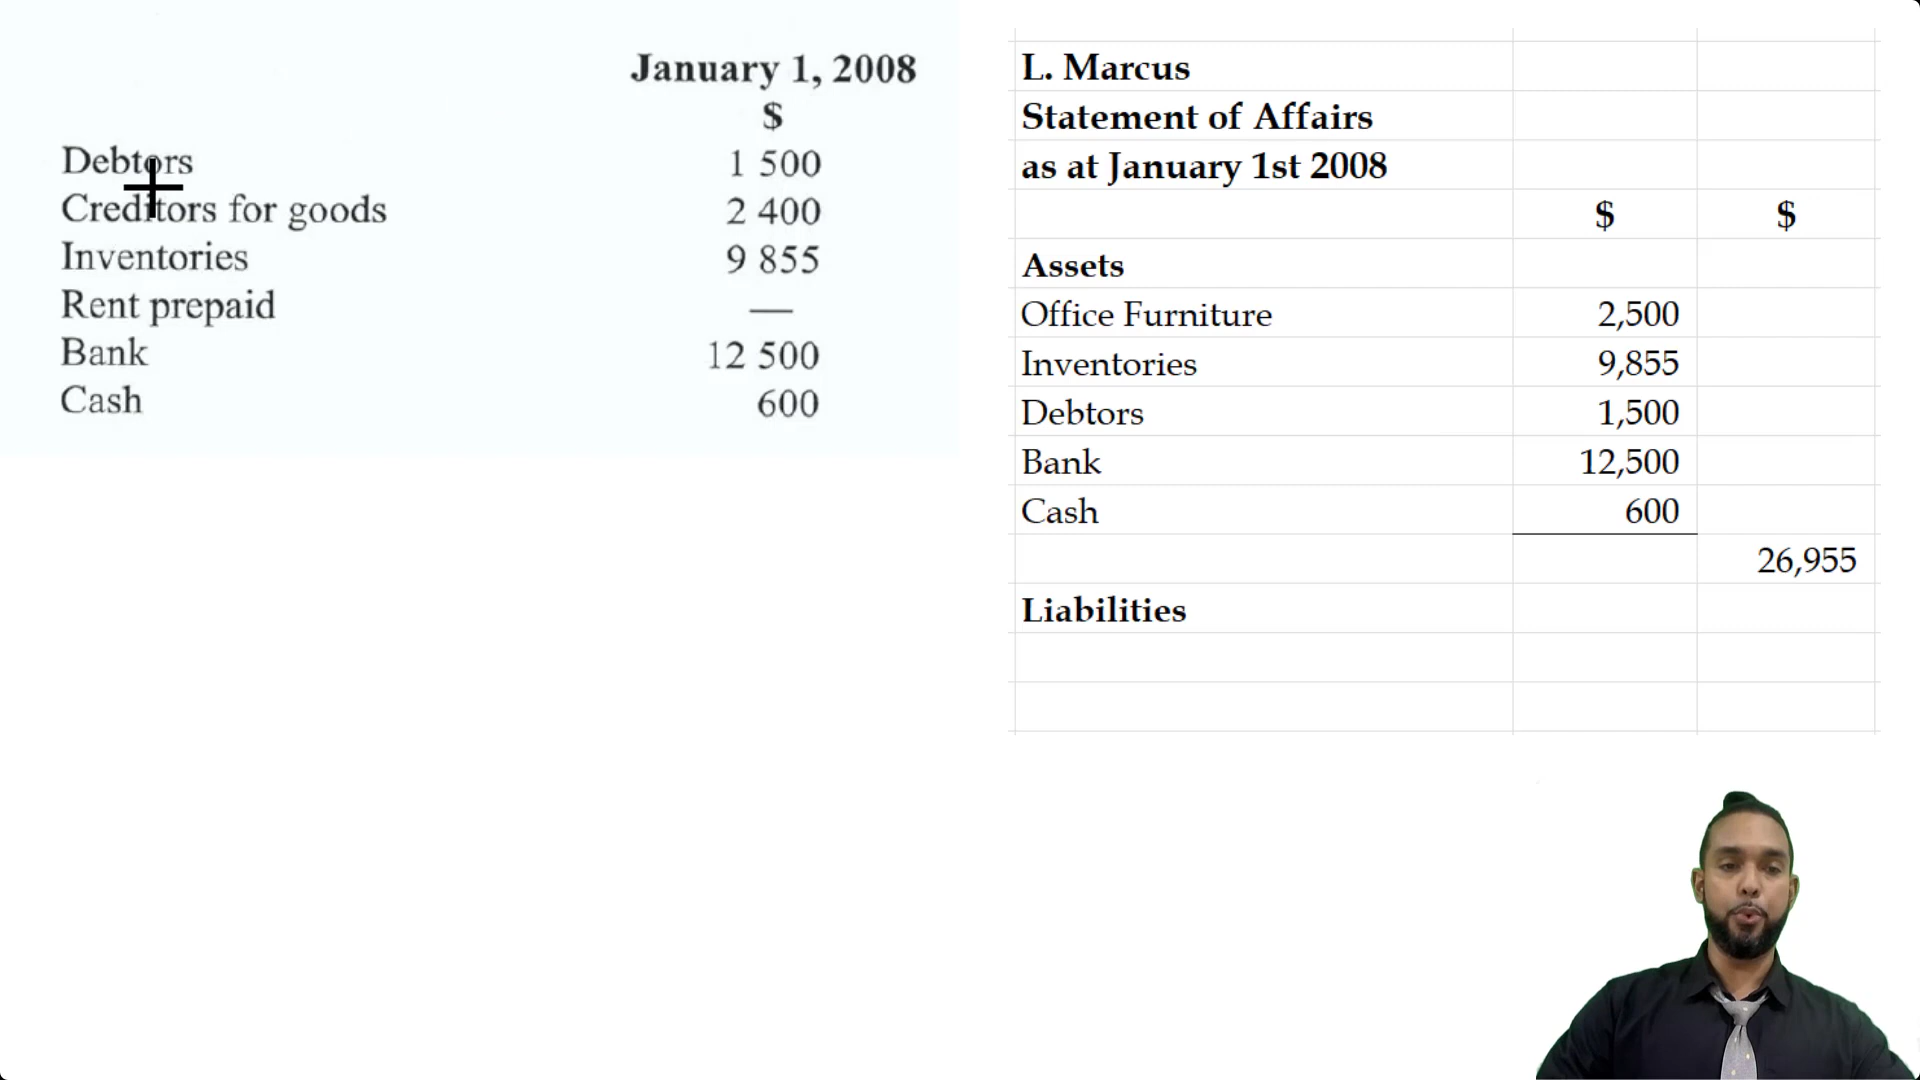 January 1, 2008
$
Debtors 1 500
Creditors for goods 2 400
Inventories 9 855
Rent prepaid —
Bank 12 500
Cash 600
L. Marcus
Statement of Affairs
as at January 1st 2008
$ $
Assets
Office Furniture 2,500
Inventories 9,855
Debtors 1,500
Bank 12,500
Cash 600
26,955
Liabilities